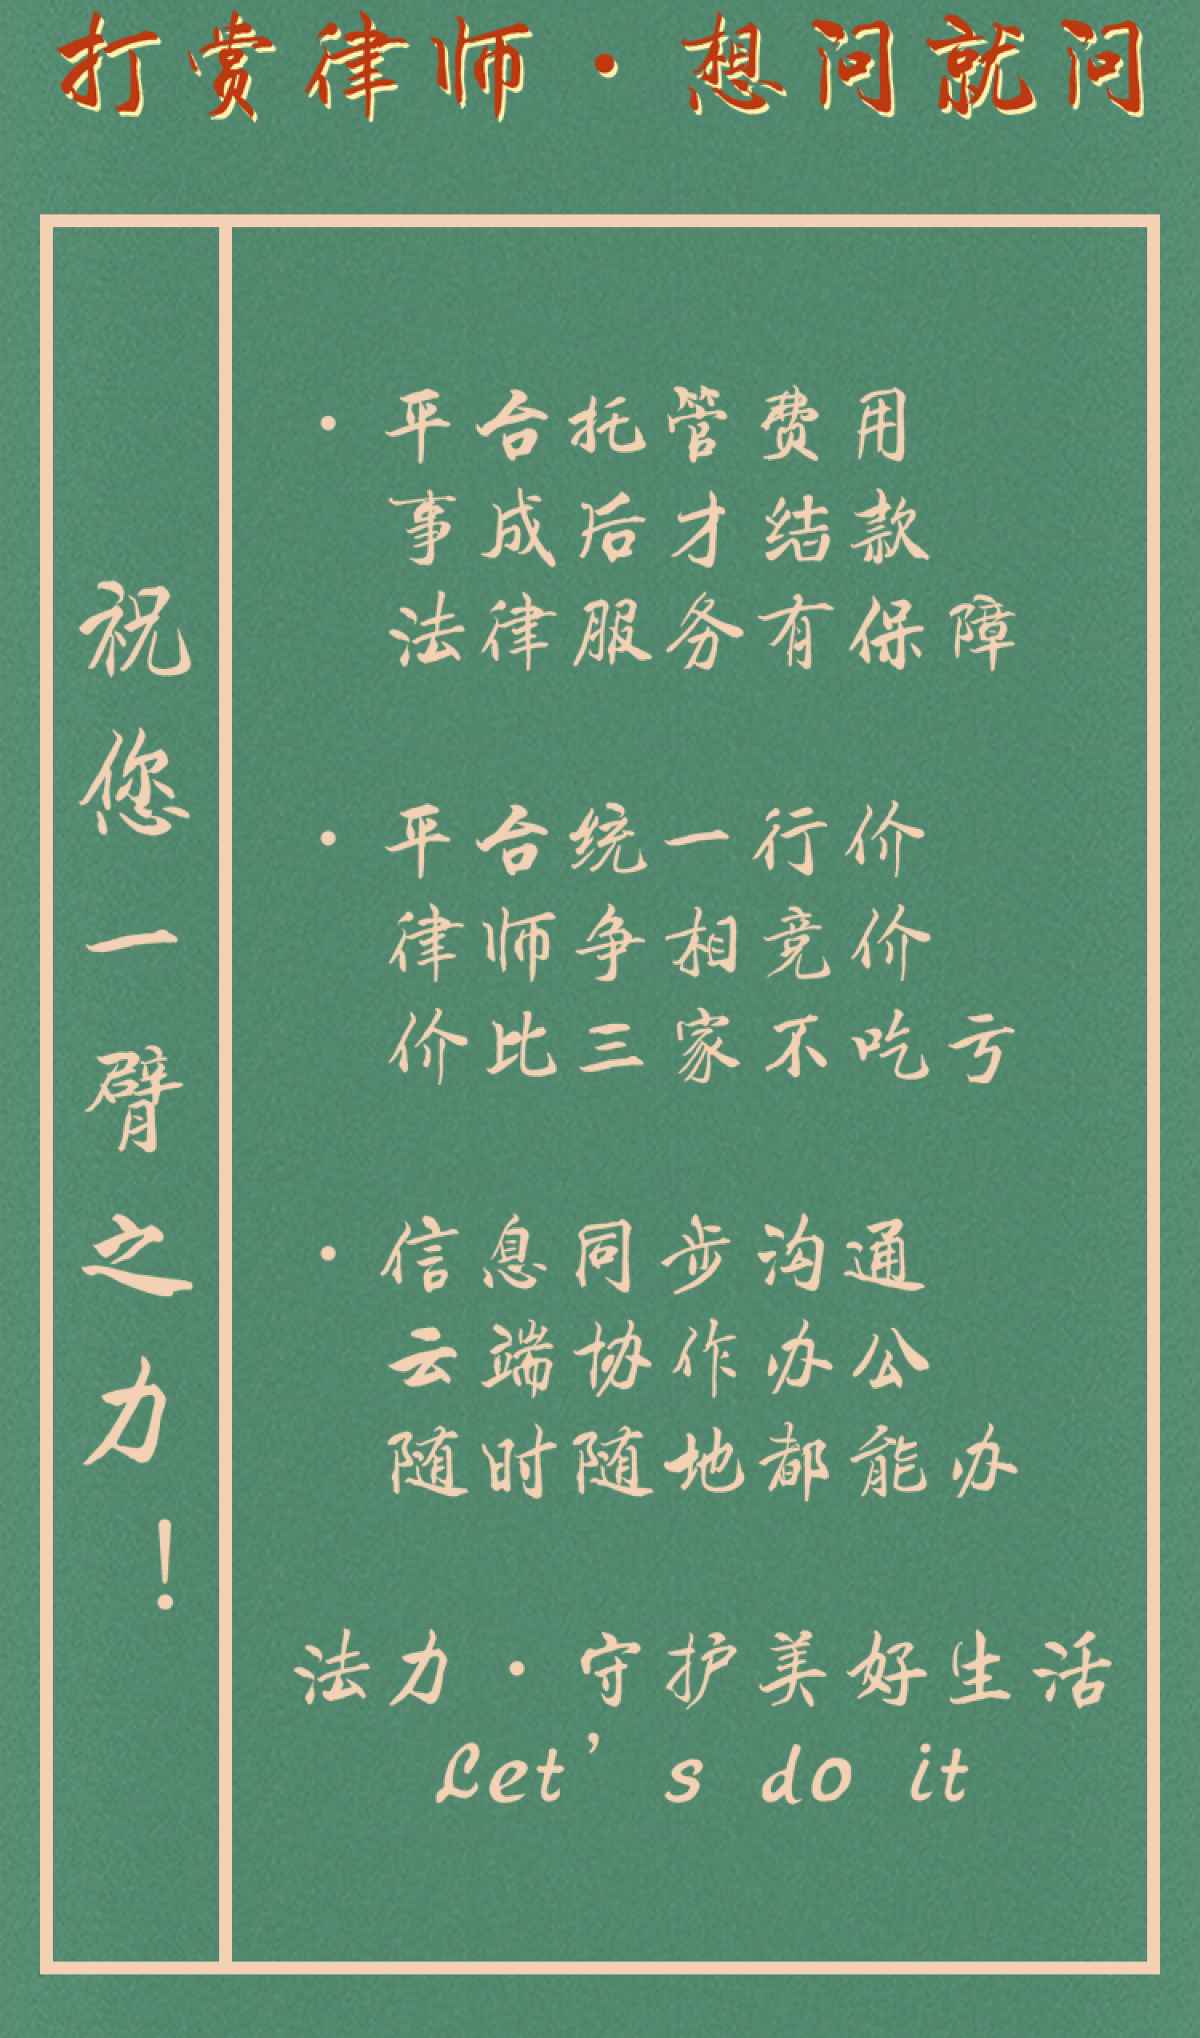 打赏律师·想问就问
祝您一臂之力！
·平台托管费用
事成后才结款
法律服务有保障
·平台统一行价
律师争相竞价
价比三家不吃亏
·信息同步沟通
云端协作办公
随时随地都能办
法力·守护美好生活
Let’s do it